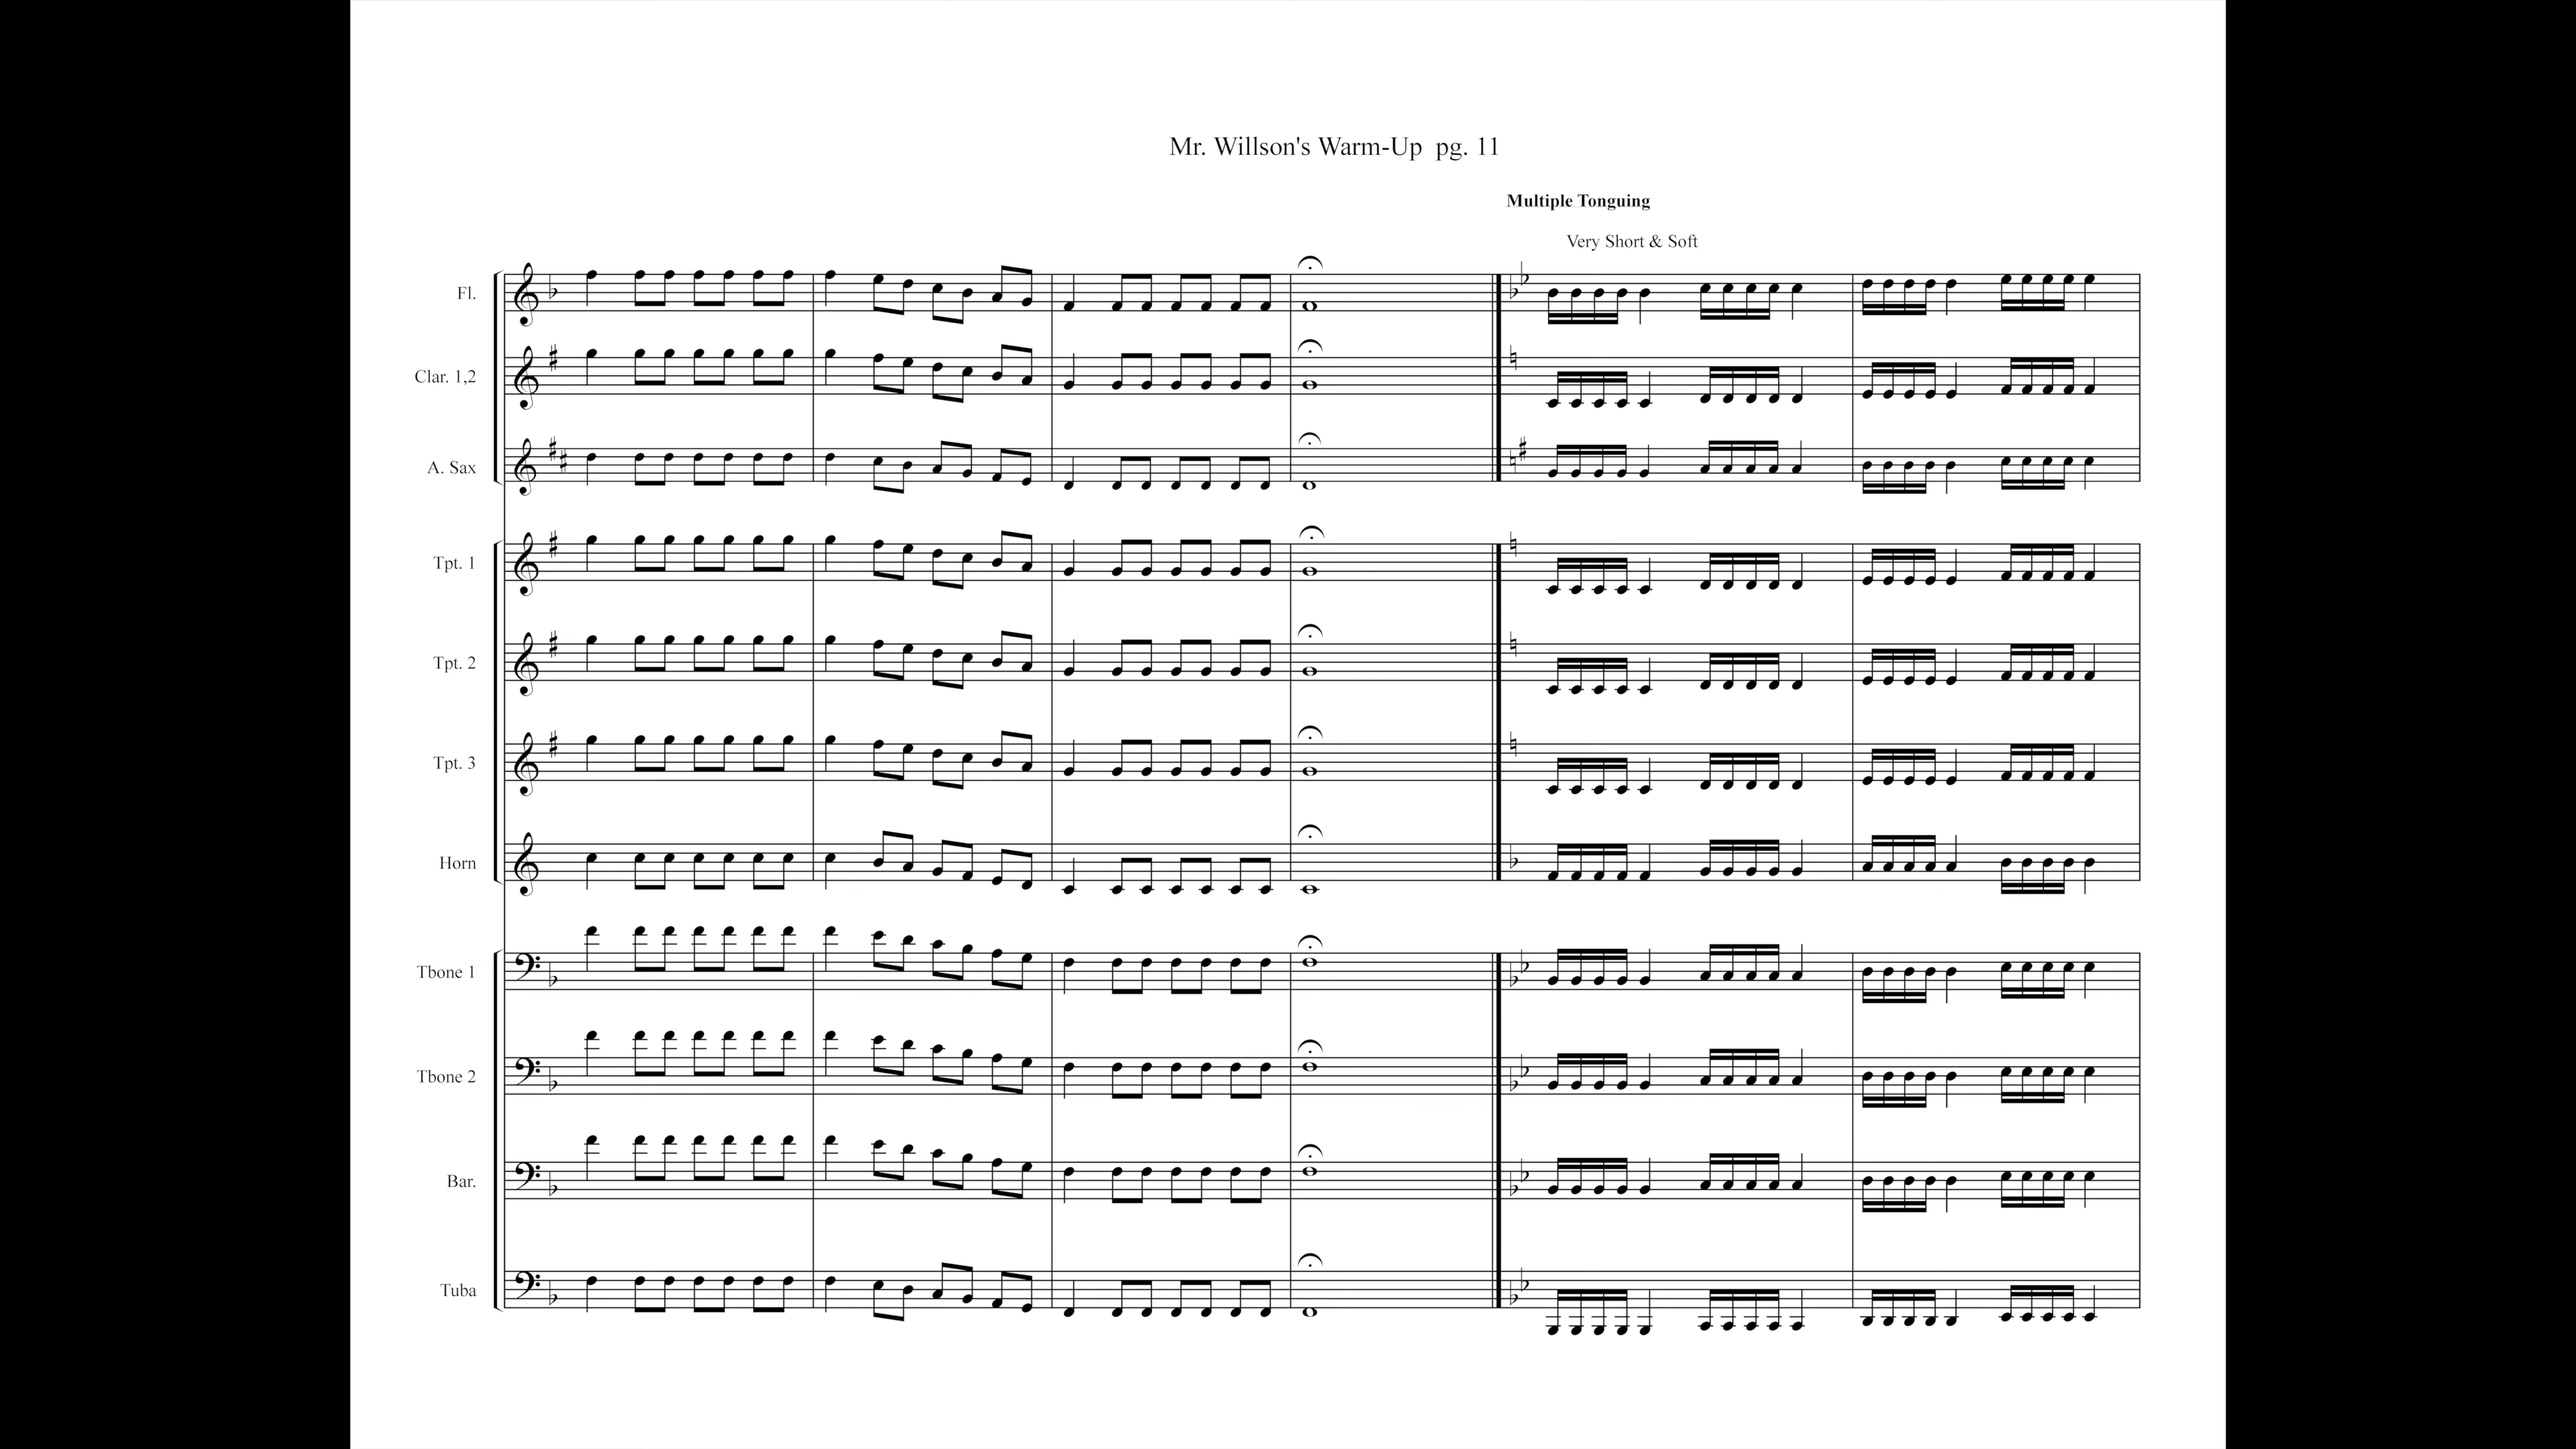 Mr. Willson's Warm-Up pg. 11
Multiple Tonguing
Very Short & Soft
Fl.
Clar. 1,2
A. Sax
Tpt. 1
Tpt. 2
Tpt. 3
Horn
Tbone 1
Tbone 2
Bar.
Tuba